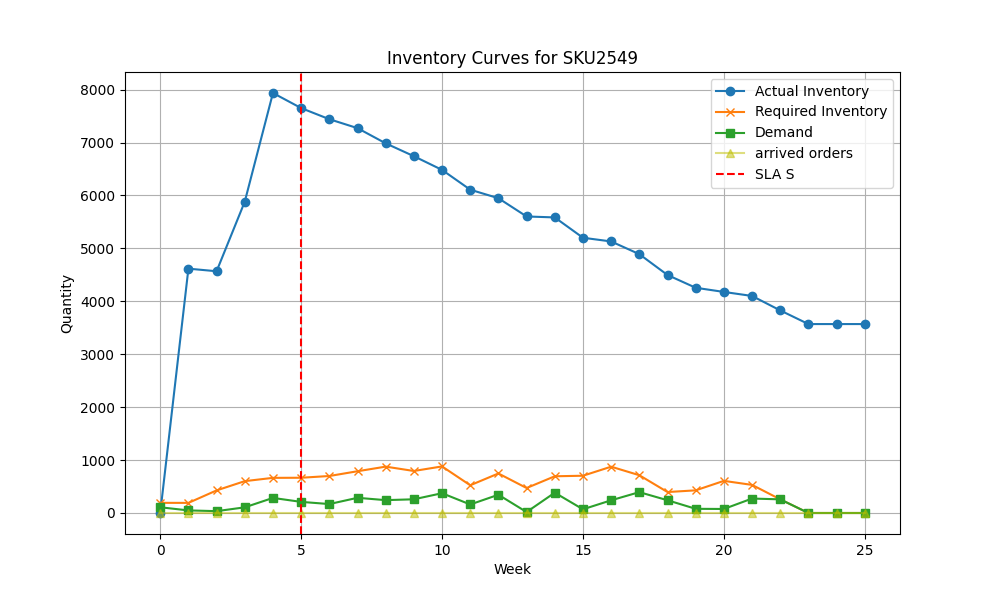 Inventory Curves for SKU2549
Actual Inventory
Required Inventory
Demand
arrived orders
SLA S
Quantity
8000
7000
6000
5000
4000
3000
2000
1000
0
0 5 10 15 20 25
Week